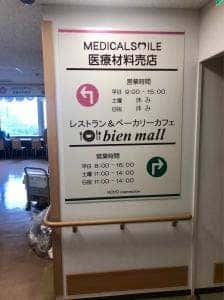 MEDICALSMILE
医療材料売店
営業時間
平日 9:00～15:00
土曜 休み
日祝 休み
レストラン&ベーカリーカフェ
bien mall
営業時間
平日 8:00～16:00
土曜 11:00～14:00
日祝 11:00～14:00